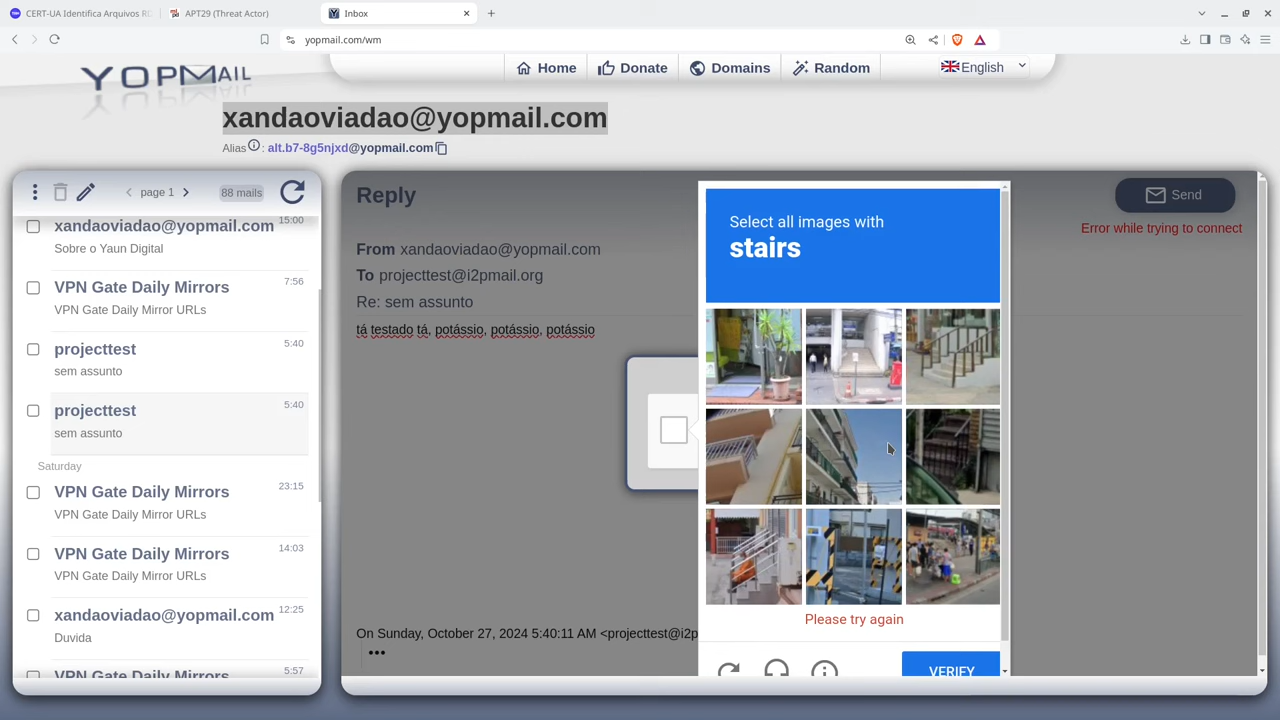 CERT-UA Identifica Arquivos R
APT29 (Threat Actor)
Inbox
yopmail.com/wm
YOPMAIL
Home
Donate
Domains
Random
English
xandaoviadao@yopmail.com
Alias : alt.b7-8g5njxd@yopmail.com
page 1
88 mails
xandaoviadao@yopmail.com 15:00
Sobre o Yaun Digital
VPN Gate Daily Mirrors 7:56
VPN Gate Daily Mirror URLs
projecttest 5:40
sem assunto
projecttest 5:40
sem assunto
Saturday
VPN Gate Daily Mirrors 23:15
VPN Gate Daily Mirror URLs
VPN Gate Daily Mirrors 14:03
VPN Gate Daily Mirror URLs
xandaoviadao@yopmail.com 12:25
Duvida
VPN Gate Daily Mirrors 5:57
Reply
Send
Error while trying to connect
From xandaoviadao@yopmail.com
To projecttest@i2pmail.org
Re: sem assunto
tá testado tá, potássio, potássio, potássio
On Sunday, October 27, 2024 5:40:11 AM <projecttest@i2p
•••
Select all images with
stairs
Please try again
VERIFY